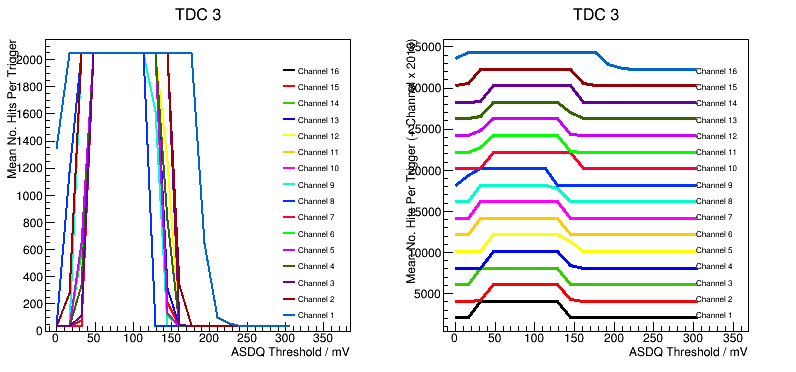 TDC 3
Mean No. Hits Per Trigger
2000
1800
1600
1400
1200
1000
800
600
400
200
0
Channel 16
Channel 15
Channel 14
Channel 13
Channel 12
Channel 11
Channel 10
Channel 9
Channel 8
Channel 7
Channel 6
Channel 5
Channel 4
Channel 3
Channel 2
Channel 1
0 50 100 150 200 250 300 350
ASDQ Threshold / mV
TDC 3
Mean No. Hits Per Trigger (+ Channel x
35000
30000
25000
20000
15000
10000
5000
Channel 16
Channel 15
Channel 14
Channel 13
Channel 12
Channel 11
Channel 10
Channel 9
Channel 8
Channel 7
Channel 6
Channel 5
Channel 4
Channel 3
Channel 2
Channel 1
0 50 100 150 200 250 300 350
ASDQ Threshold / mV